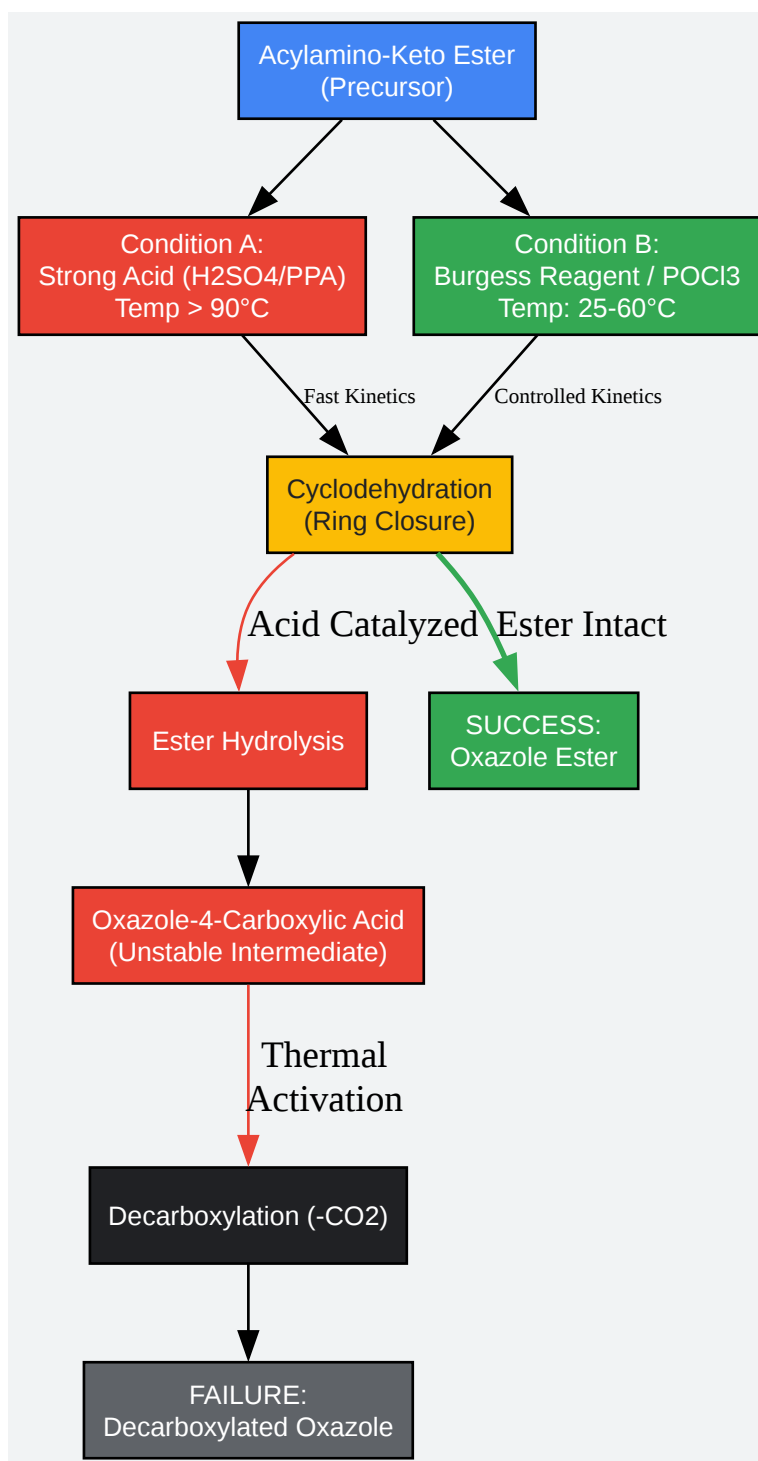 Acylamino-Keto Ester
(Precursor)
Condition A:
Strong Acid (H2SO4/PPA)
Temp > 90°C
Condition B:
Burgess Reagent / POCl3
Temp: 25-60°C
Fast Kinetics
Controlled Kinetics
Cyclodehydration
(Ring Closure)
Acid Catalyzed
Ester Intact
Ester Hydrolysis
SUCCESS:
Oxazole Ester
Oxazole-4-Carboxylic Acid
(Unstable Intermediate)
Thermal
Activation
Decarboxylation (-CO2)
FAILURE:
Decarboxylated Oxazole